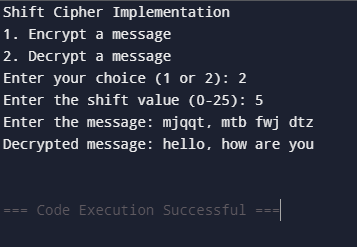 Shift Cipher Implementation
1. Encrypt a message
2. Decrypt a message
Enter your choice (1 or 2): 2
Enter the shift value (0-25): 5
Enter the message: mjqqt, mtb fwj dtz
Decrypted message: hello, how are you
=== Code Execution Successful ===